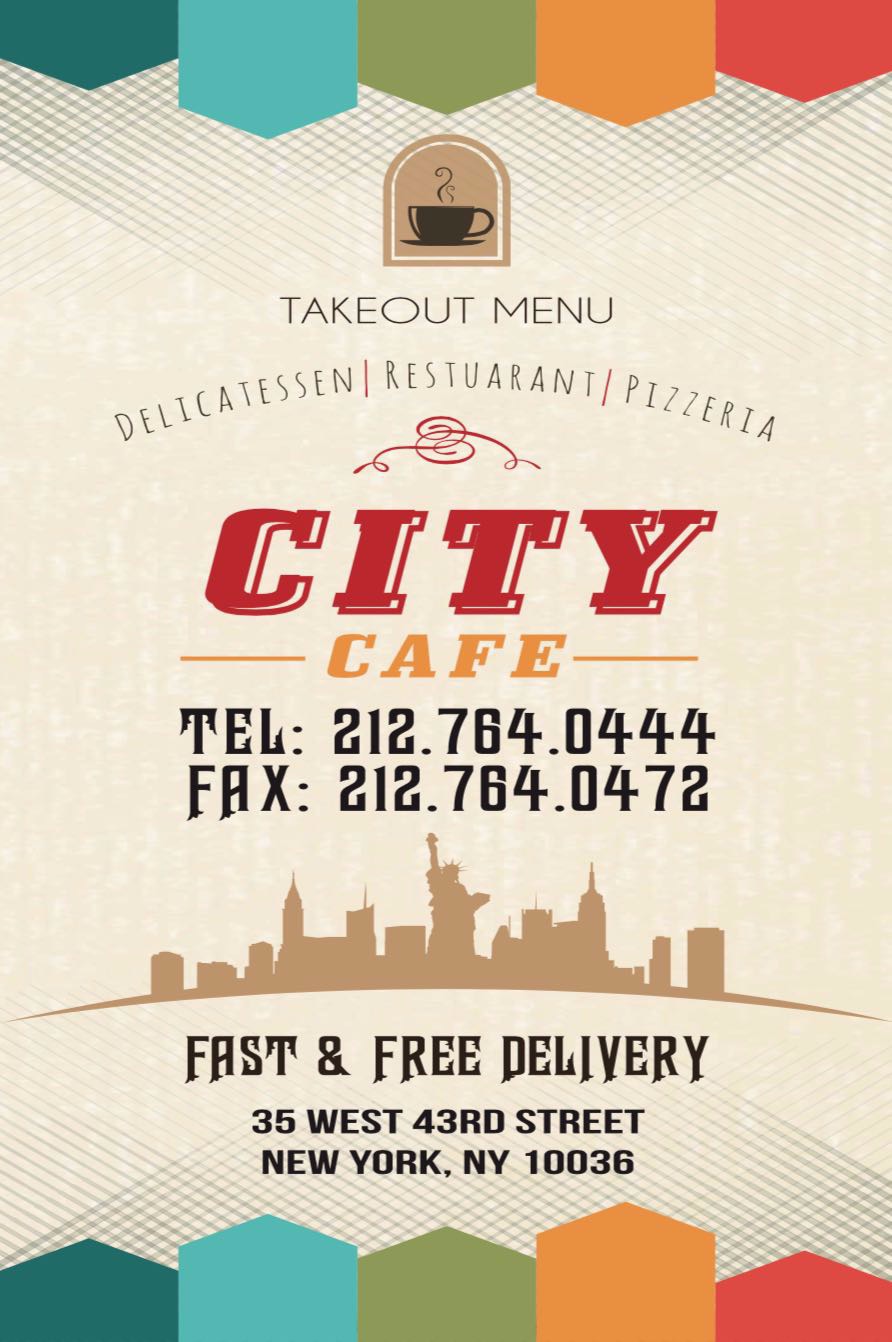 TAKEOUT MENU
DELICATESSEN| RESTUARANT/ PIZZERIA
CITY
CAFE
TEL: 212.764.0444
FAX: 212.764.0472
FAST & FREE DELIVERY
35 WEST 43RD STREET
NEW YORK, NY 10036